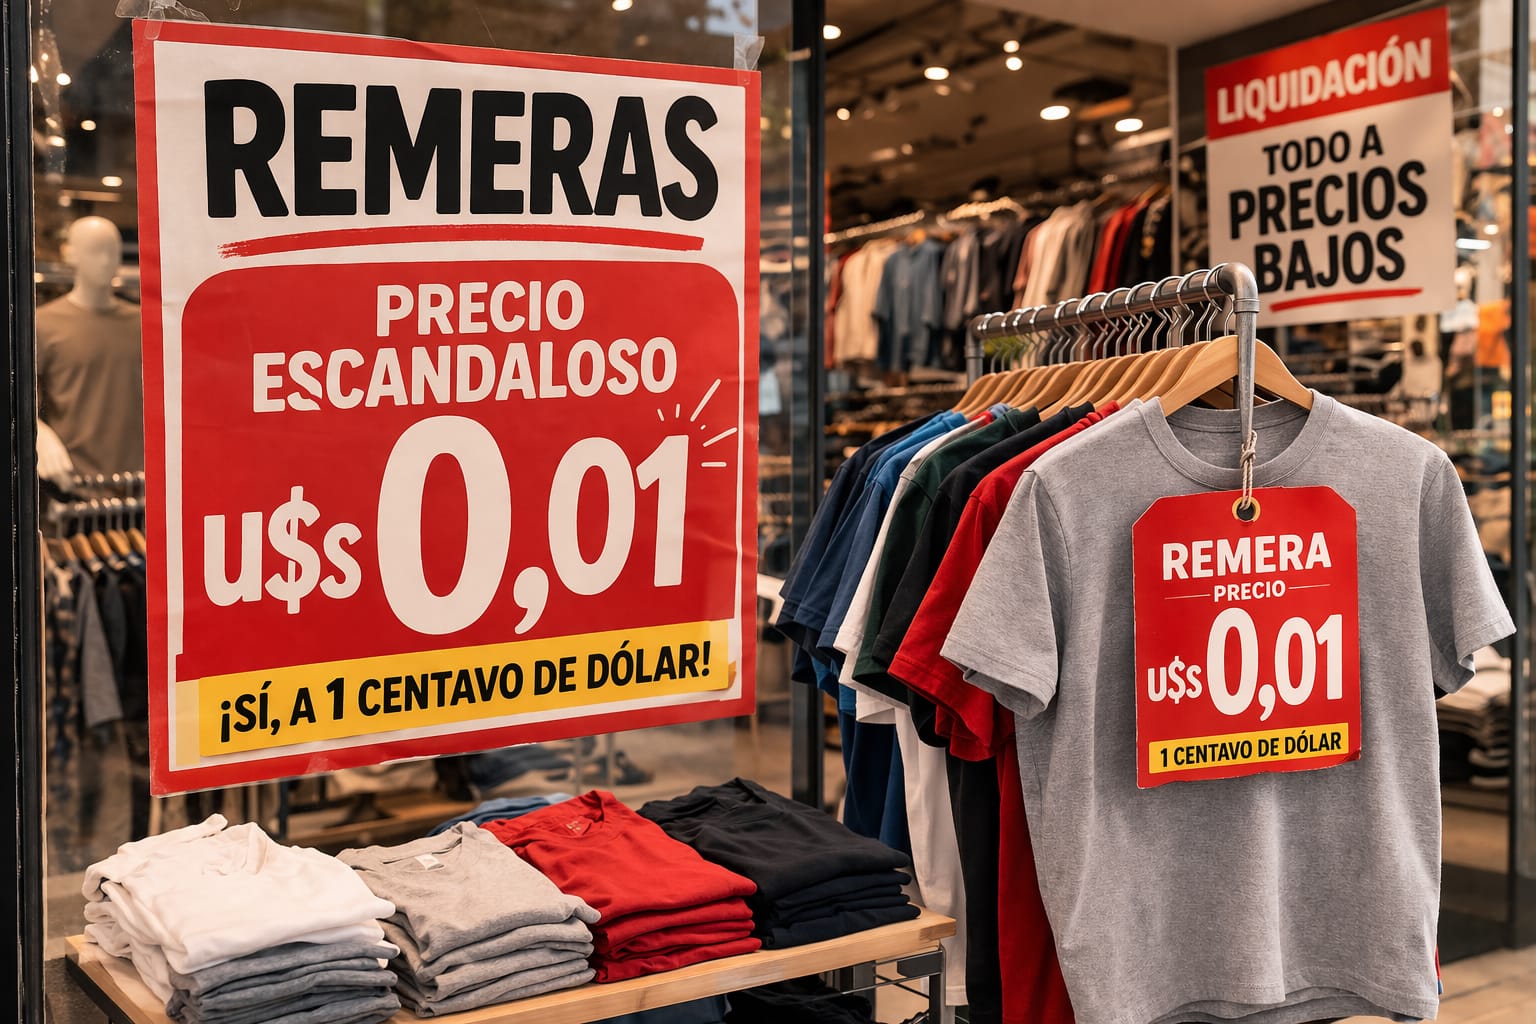 REMERAS
PRECIO
ESCANDALOSO
u$s 0,01
¡SÍ, A 1 CENTAVO DE DÓLAR!
LIQUIDACIÓN
TODO A
PRECIOS
BAJOS
REMERA
PRECIO
u$s 0,01
1 CENTAVO DE DÓLAR